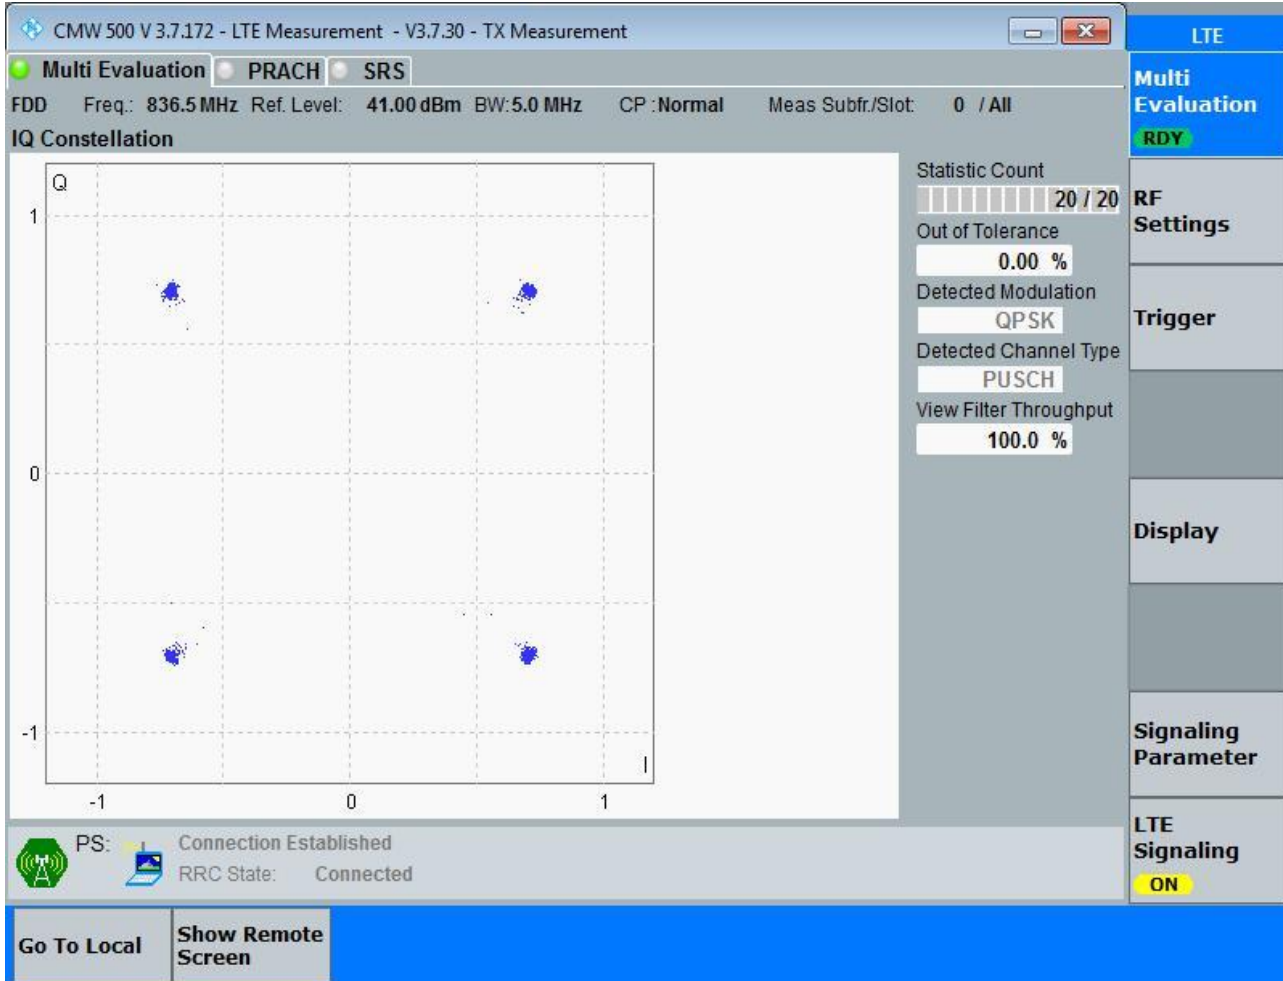 CMW 500 V 3.7.172 - LTE Measurement - V3.7.30 - TX Measurement
LTE
Multi Evaluation PRACH SRS
FDD Freq.: 836.5 MHz Ref. Level: 41.00 dBm BW: 5.0 MHz CP : Normal Meas Subfr./Slot: 0 / All
IQ Constellation
Q
1
0
-1
I
-1 0 1
Statistic Count
20 / 20
Out of Tolerance
0.00 %
Detected Modulation
QPSK
Detected Channel Type
PUSCH
View Filter Throughput
100.0 %
Multi
Evaluation
RDY
RF
Settings
Trigger
Display
Signaling
Parameter
LTE
Signaling
ON
PS: Connection Established
RRC State: Connected
Go To Local
Show Remote
Screen